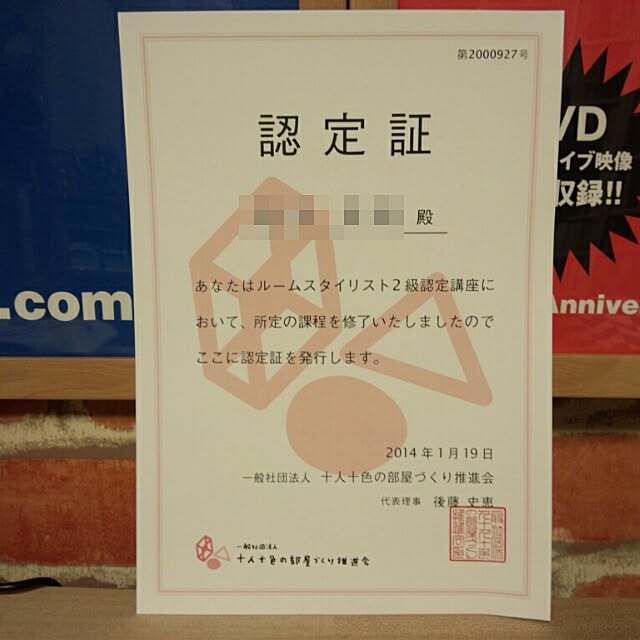 第2000927号
認定証
殿
あなたはルームスタイリスト2級認定講座に
おいて、所定の課程を修了いたしましたので
ここに認定証を発行します。
2014年1月19日
一般社団法人 十人十色の部屋づくり推進会
代表理事 後藤 史恵
一般社団法人
十人十色の部屋づくり推進会
.com
VD
イブ映像
収録!!
Annive